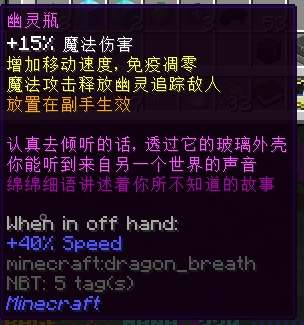 幽灵瓶
+15% 魔法伤害
增加移动速度,免疫凋零
魔法攻击释放幽灵追踪敌人
放置在副手生效
认真去倾听的话,透过它的玻璃外壳
你能听到来自另一个世界的声音
绵绵细语讲述着你所不知道的故事
When in off hand:
+40% Speed
minecraft:dragon_breath
NBT: 5 tag(s)
Minecraft